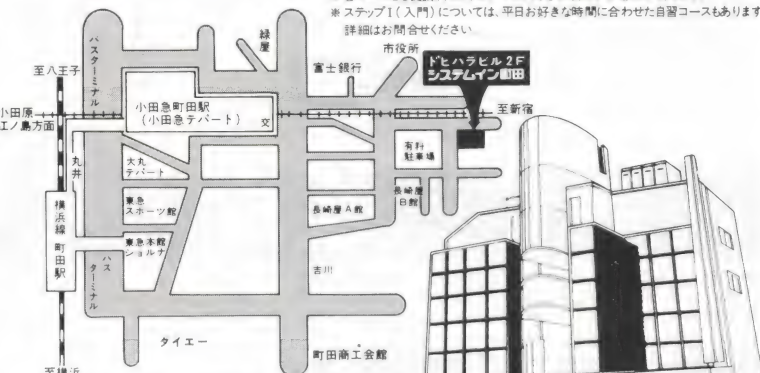 ※ ステップI(入門)については、平日お好きな時間に合わせた自習コースもあります
詳細はお問合せください
市役所
緑屋
バスターミナル
富士銀行
ドヒハラビル2F
システムイン町田
至八王子
小田急町田駅
(小田急デパート)
交
至新宿
小田原
江ノ島方面
丸井
大丸
デパート
有料
駐車場
東急
スポーツ館
長崎屋A館
長崎屋
B館
横浜線
町田駅
東急本館
ショルナ
バスターミナル
吉川
ダイエー
町田商工会館
至横浜